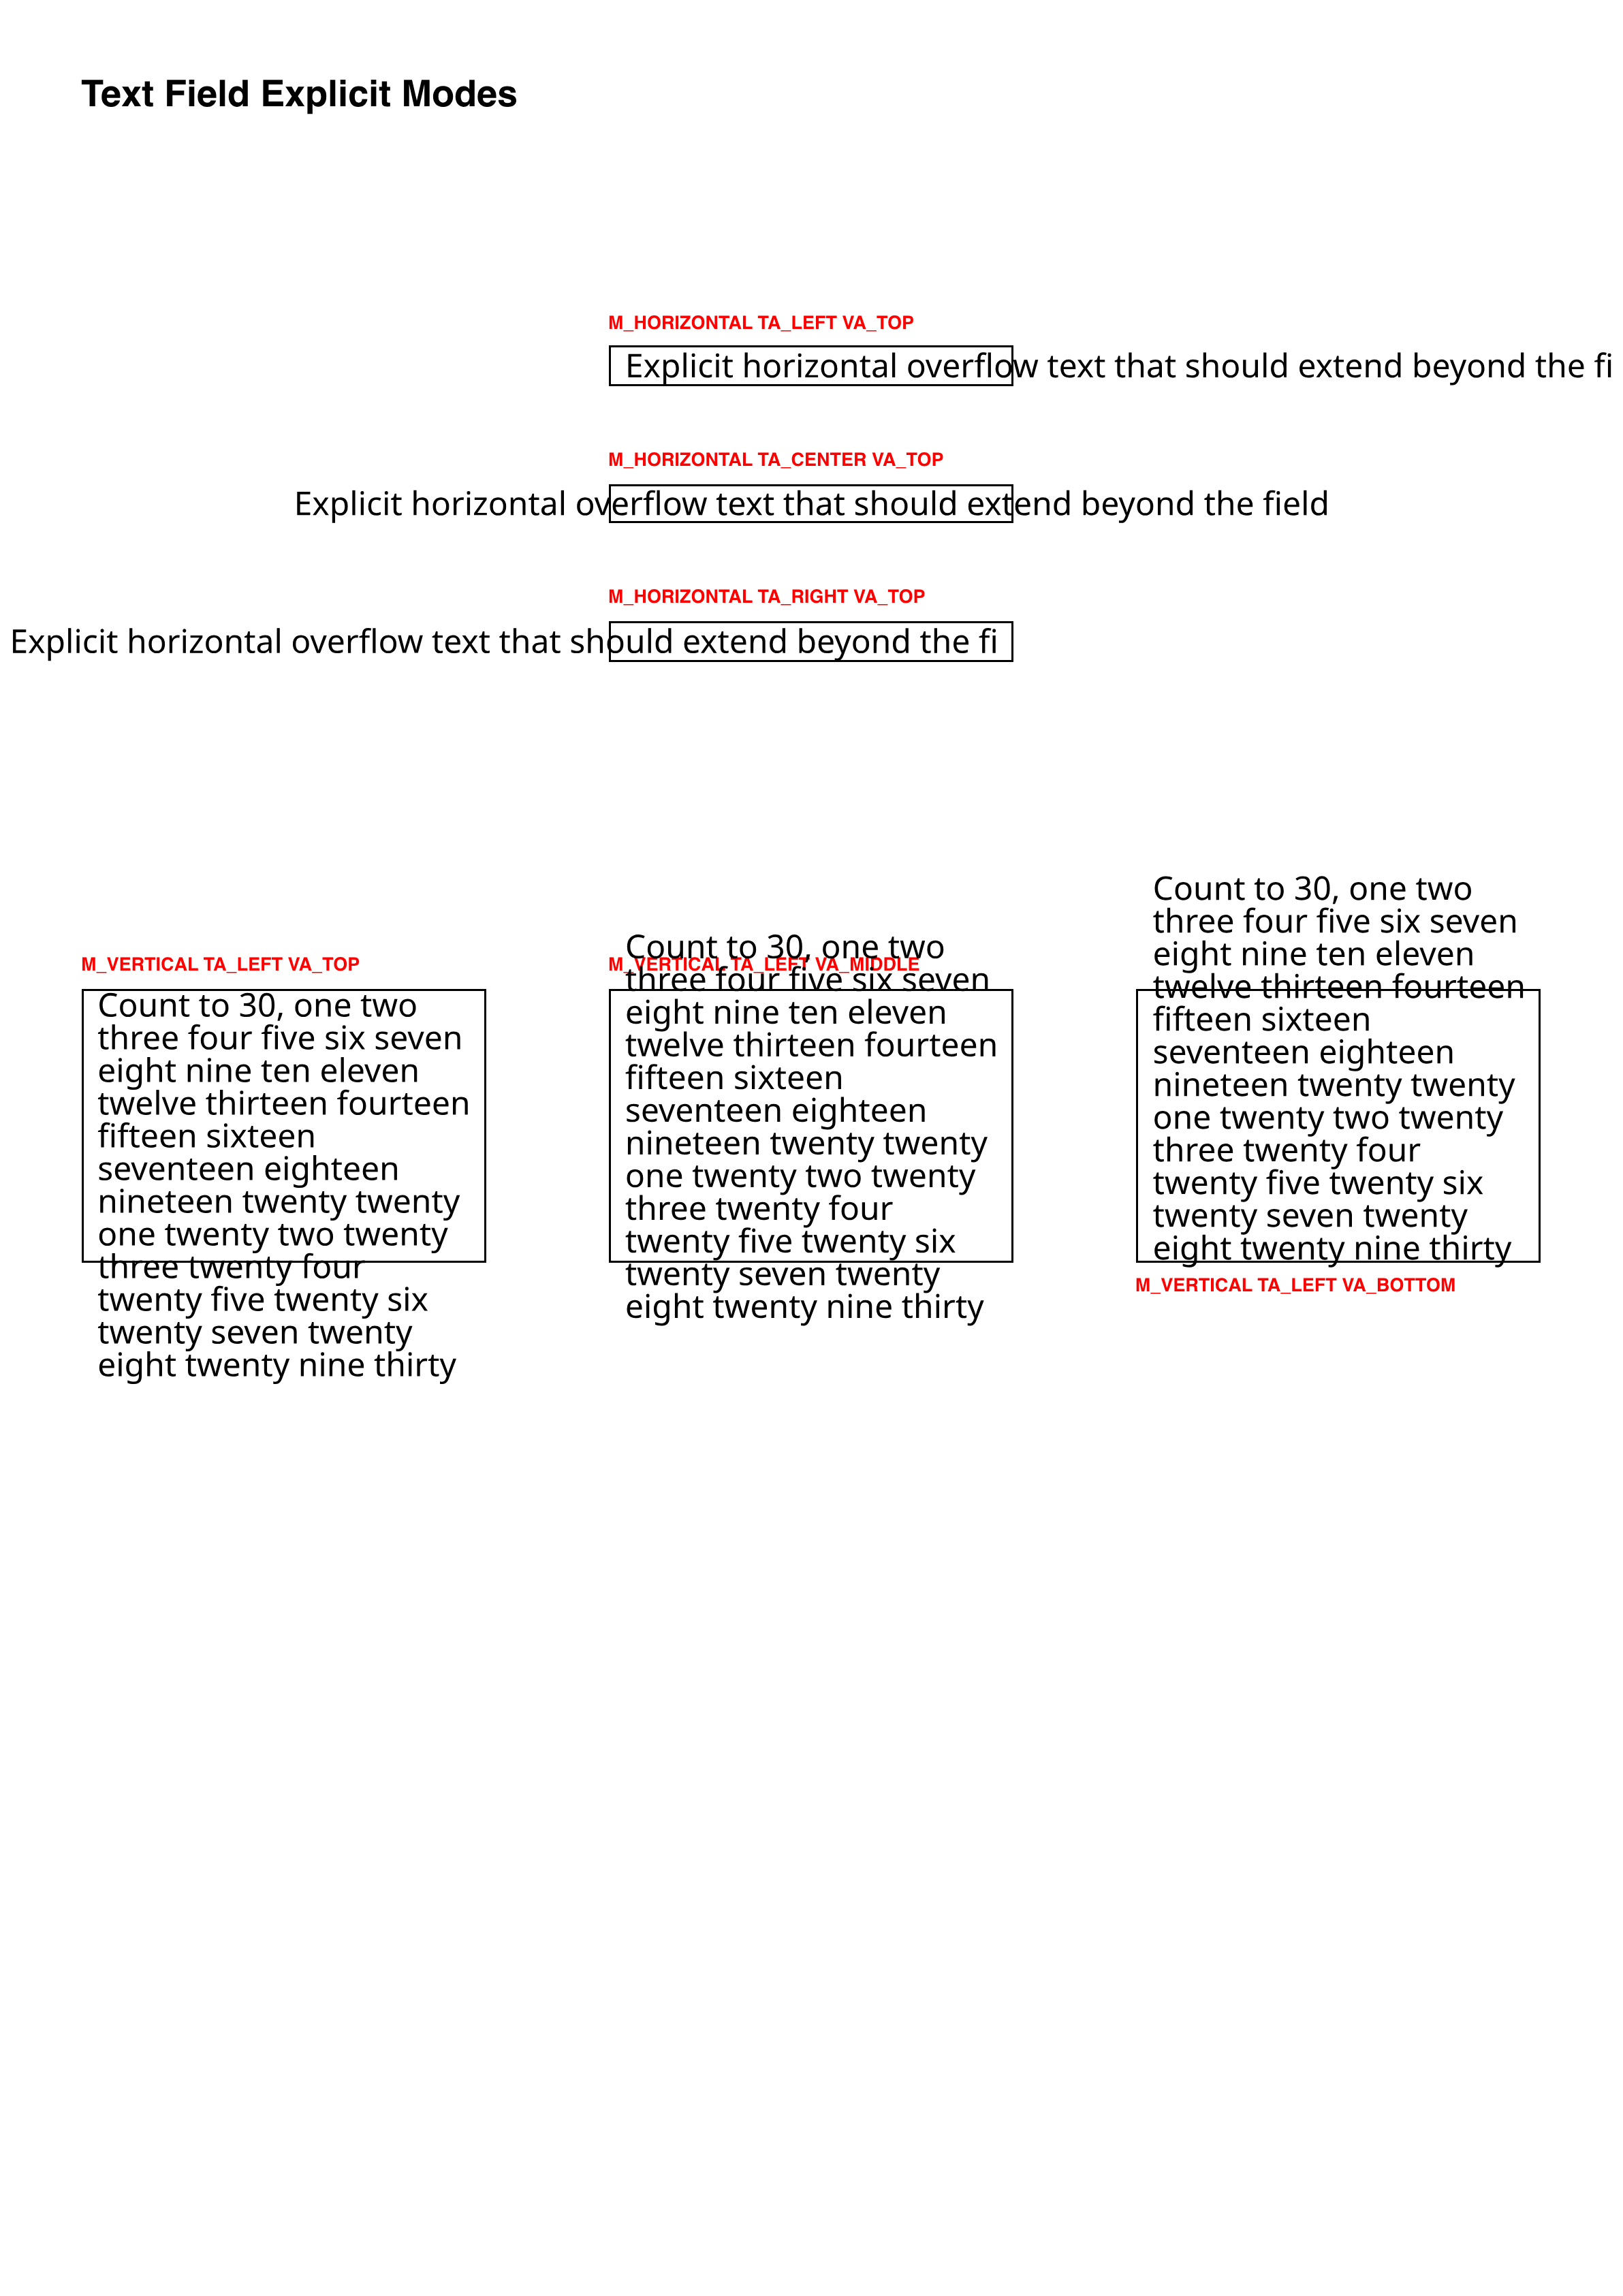 Text Field Explicit Modes
M_HORIZONTAL TA_LEFT VA_TOP
Explicit horizontal overflow text that should extend beyond the fi
M_HORIZONTAL TA_CENTER VA_TOP
Explicit horizontal overflow text that should extend beyond the field
M_HORIZONTAL TA_RIGHT VA_TOP
Explicit horizontal overflow text that should extend beyond the fi
M_VERTICAL TA_LEFT VA_TOP
Count to 30, one two
three four five six seven
eight nine ten eleven
twelve thirteen fourteen
fifteen sixteen
seventeen eighteen
nineteen twenty twenty
one twenty two twenty
three twenty four
twenty five twenty six
twenty seven twenty
eight twenty nine thirty
M_VERTICAL TA_LEFT VA_MIDDLE
Count to 30, one two
three four five six seven
eight nine ten eleven
twelve thirteen fourteen
fifteen sixteen
seventeen eighteen
nineteen twenty twenty
one twenty two twenty
three twenty four
twenty five twenty six
twenty seven twenty
eight twenty nine thirty
Count to 30, one two
three four five six seven
eight nine ten eleven
twelve thirteen fourteen
fifteen sixteen
seventeen eighteen
nineteen twenty twenty
one twenty two twenty
three twenty four
twenty five twenty six
twenty seven twenty
eight twenty nine thirty
M_VERTICAL TA_LEFT VA_BOTTOM